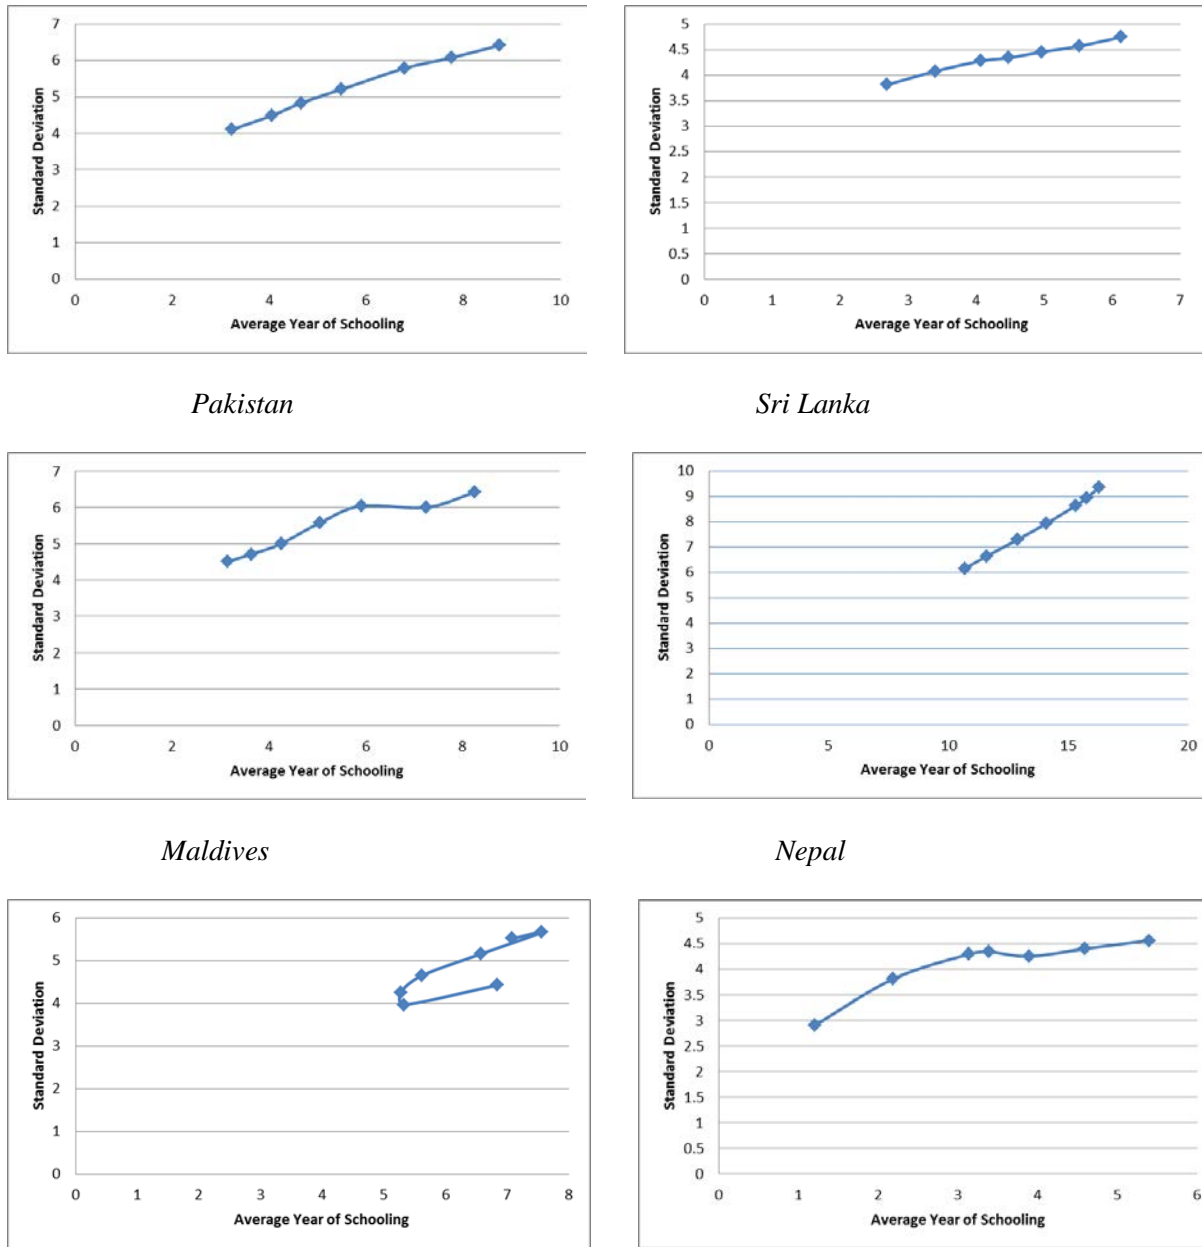 7
6
5
4
3
2
1
0
Standard Deviation
0 2 4 6 8 10
Average Year of Schooling
5
4.5
4
3.5
3
2.5
2
1.5
1
0.5
0
Standard Deviation
0 1 2 3 4 5 6 7
Average Year of Schooling
Pakistan
Sri Lanka
7
6
5
4
3
2
1
0
Standard Deviation
0 2 4 6 8 10
Average Year of Schooling
10
9
8
7
6
5
4
3
2
1
0
Standard Deviation
0 5 10 15 20
Average Year of Schooling
Maldives
Nepal
6
5
4
3
2
1
0
Standard Deviation
0 1 2 3 4 5 6 7 8
Average Year of Schooling
5
4.5
4
3.5
3
2.5
2
1.5
1
0.5
0
Standard Deviation
0 1 2 3 4 5 6
Average Year of Schooling